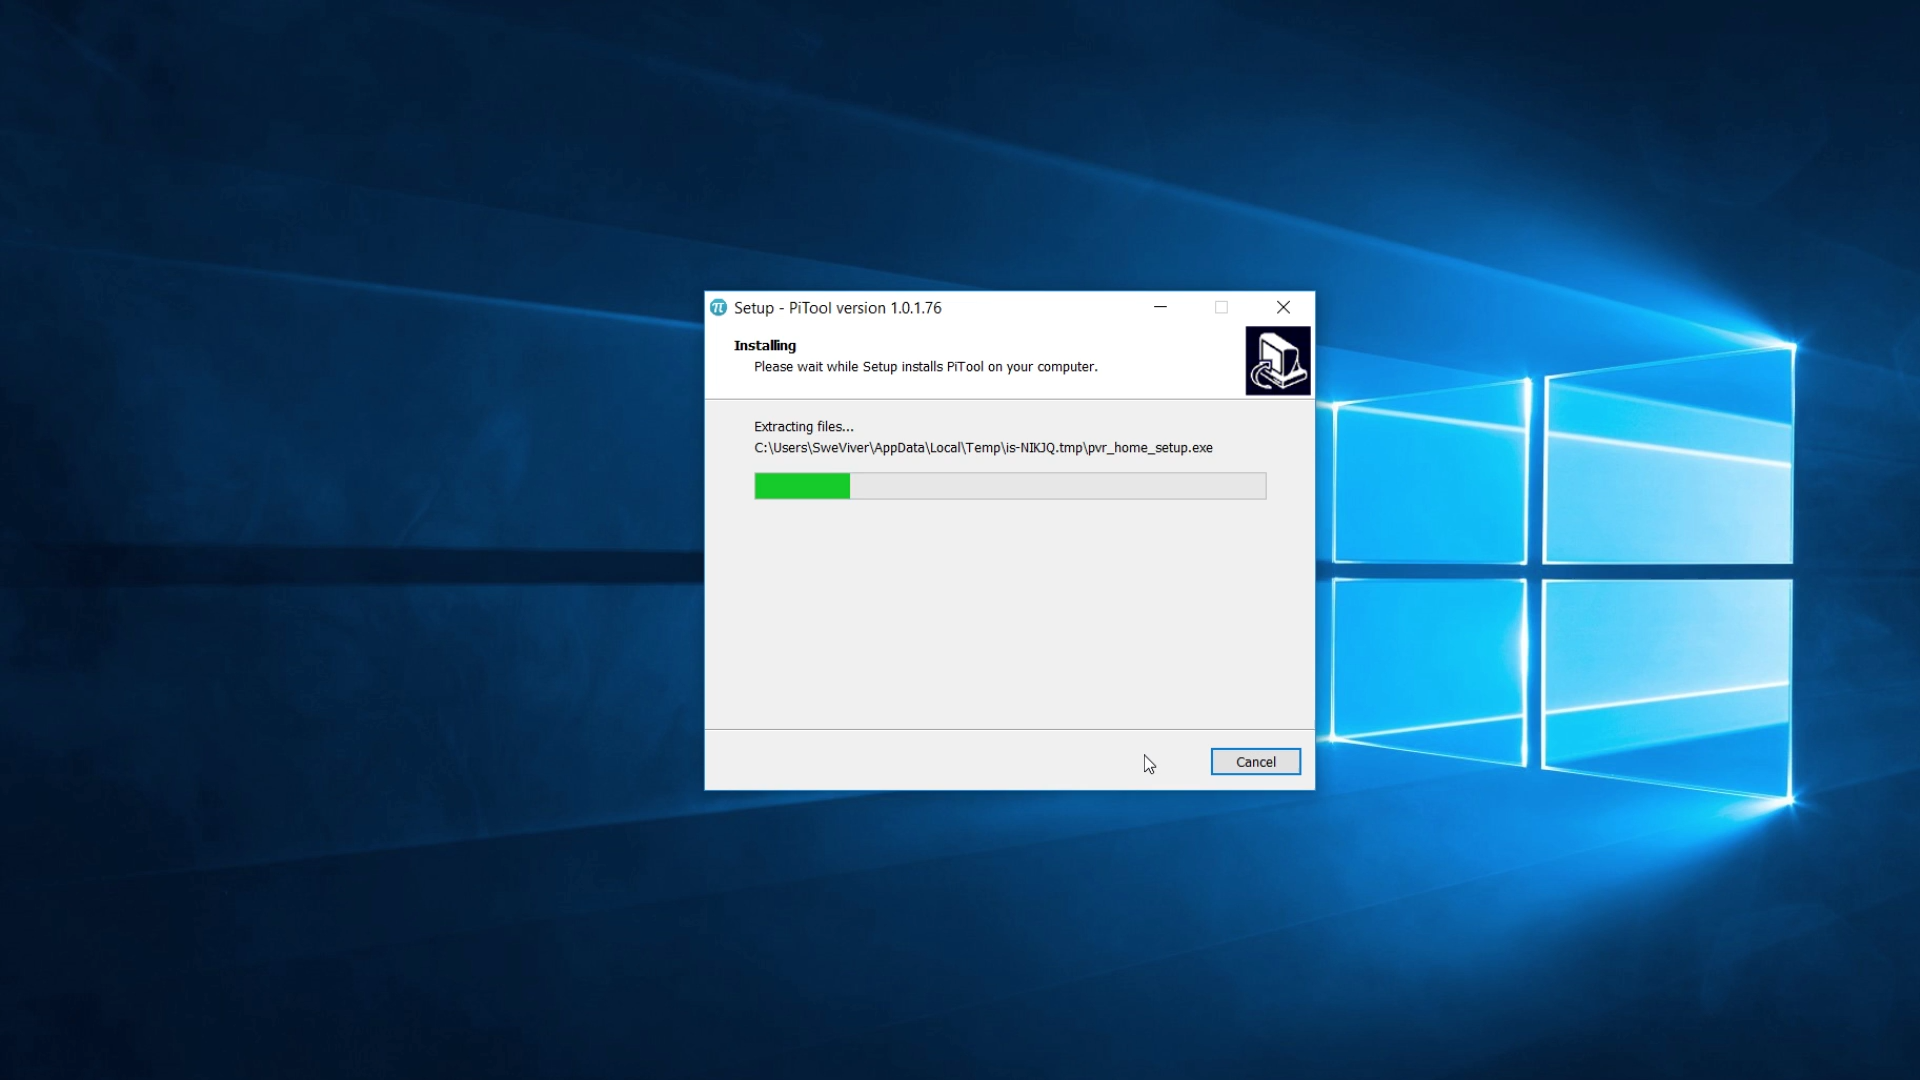 Setup - PiTool version 1.0.1.76
Installing
Please wait while Setup installs PiTool on your computer.
Extracting files...
C:\Users\SweViver\AppData\Local\Temp\is-NIKJQ.tmp\pvr_home_setup.exe
Cancel